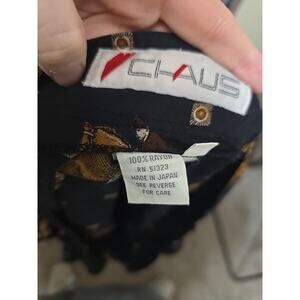 CHAUS
100% RAYON
RN 51323
MADE IN JAPAN
SEE REVERSE
FOR CARE